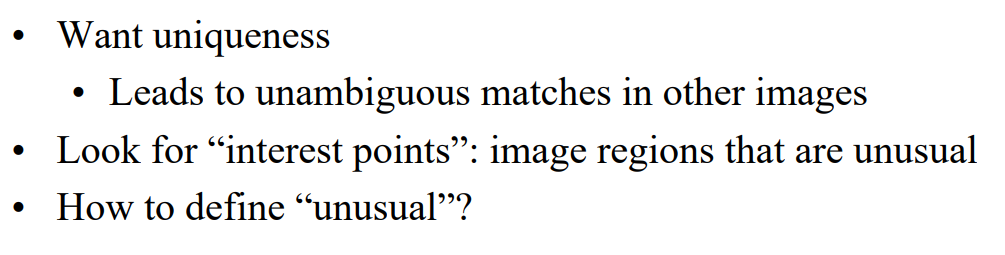 • Want uniqueness
• Leads to unambiguous matches in other images
• Look for “interest points”: image regions that are unusual
• How to define “unusual”?